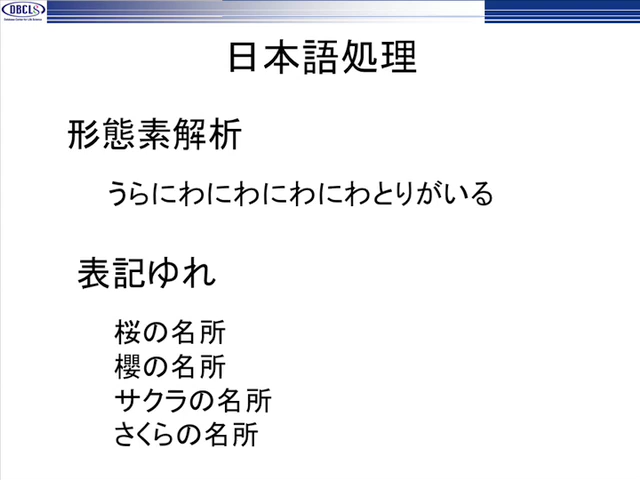 DBCLS
日本語処理
形態素解析
うらにわにわにわにわとりがいる
表記ゆれ
桜の名所
櫻の名所
サクラの名所
さくらの名所